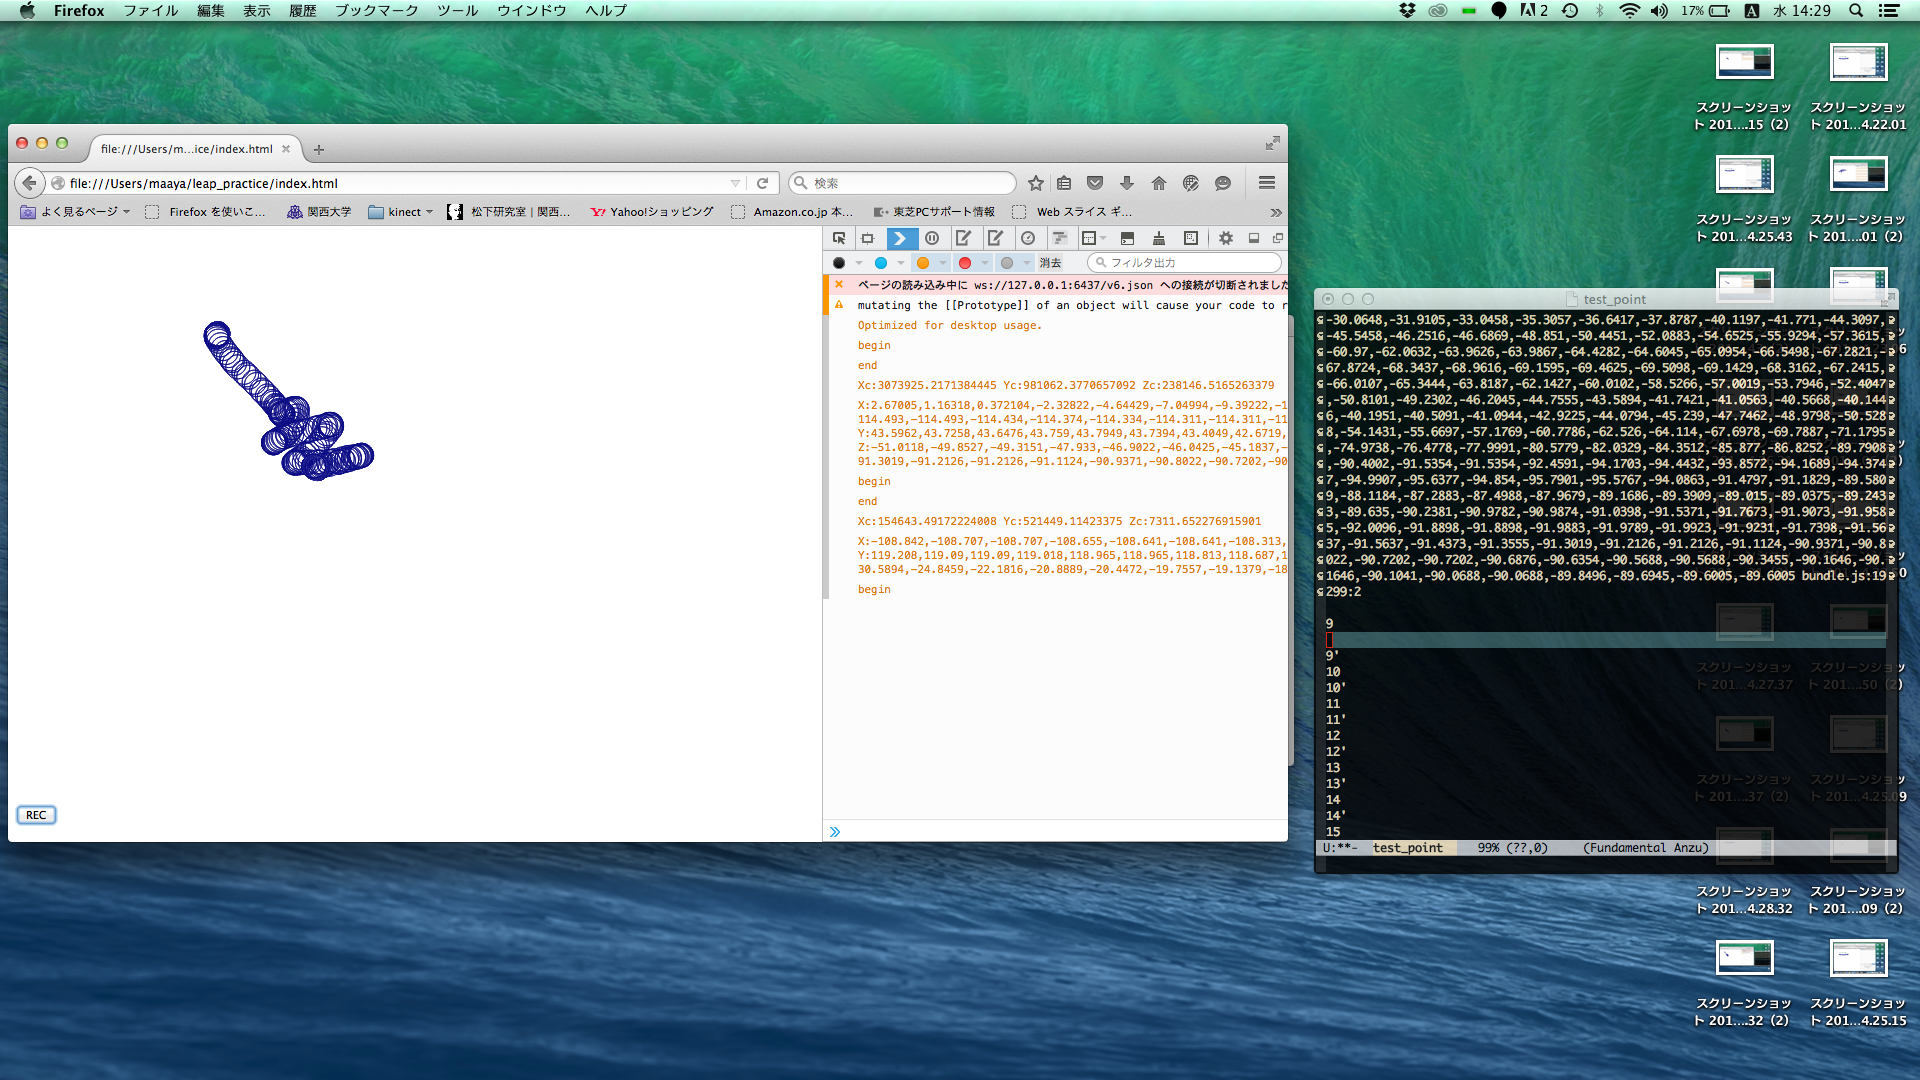 Firefox ファイル 編集 表示 履歴 ブックマーク ツール ウインドウ ヘルプ 2 17% A 水 14:29
file:///Users/m...ice/index.html
file:///Users/maaya/leap_practice/index.html 検索
よく見るページ Firefox を使いこ... 関西大学 kinect 松下研究室 | 関西... Yahoo!ショッピング Amazon.co.jp 本... 東芝PCサポート情報 Web スライス ギ...
消去 フィルタ出力
ページの読み込み中に ws://127.0.0.1:6437/v6.json への接続が切断されました
mutating the [[Prototype]] of an object will cause your code to r
Optimized for desktop usage.
begin
end
Xc:3073925.2171384445 Yc:981062.3770657092 Zc:238146.5165263379
X:2.67005,1.16318,0.372104,-2.32822,-4.64429,-7.04994,-9.39222,-1
114.493,-114.493,-114.434,-114.374,-114.334,-114.311,-114.311,-11
Y:43.5962,43.7258,43.6476,43.759,43.7949,43.7394,43.4049,42.6719,
Z:-51.0118,-49.8527,-49.3151,-47.933,-46.9022,-46.0425,-45.1837,-
91.3019,-91.2126,-91.2126,-91.1124,-90.9371,-90.8022,-90.7202,-90
begin
end
Xc:154643.49172224008 Yc:521449.11423375 Zc:7311.652276915901
X:-108.842,-108.707,-108.707,-108.655,-108.641,-108.641,-108.313,
Y:119.208,119.09,119.09,119.018,118.965,118.965,118.813,118.687,1
30.5894,-24.8459,-22.1816,-20.8889,-20.4472,-19.7557,-19.1379,-18
begin
REC
test_point
-30.0648,-31.9105,-33.0458,-35.3057,-36.6417,-37.8787,-40.1197,-41.771,-44.3097,
-45.5458,-46.2516,-46.6869,-48.851,-50.4451,-52.0883,-54.6525,-55.9294,-57.3615,
-60.97,-62.0632,-63.9626,-63.9867,-64.4282,-64.6045,-65.0954,-66.5498,-67.2821,-
67.8724,-68.3437,-68.9616,-69.1595,-69.4625,-69.5098,-69.1429,-68.3162,-67.2415,
-66.0107,-65.3444,-63.8187,-62.1427,-60.0102,-58.5266,-57.0019,-53.7946,-52.4047
,-50.8101,-49.2302,-46.2045,-44.7555,-43.5894,-41.7421,-41.0563,-40.5668,-40.144
6,-40.1951,-40.5091,-41.0944,-42.9225,-44.0794,-45.239,-47.7462,-48.9798,-50.528
8,-54.1431,-55.6697,-57.1769,-60.7786,-62.526,-64.114,-67.6978,-69.7887,-71.1795
,-74.9738,-76.4778,-77.9991,-80.5779,-82.0329,-84.3512,-85.877,-86.8252,-89.7908
,-90.4002,-91.5354,-91.5354,-92.4591,-94.1703,-94.4432,-93.8572,-94.1689,-94.374
7,-94.9907,-95.6377,-94.854,-95.7901,-95.5767,-94.0863,-91.4797,-91.1829,-89.580
9,-88.1184,-87.2883,-87.4988,-87.9679,-89.1686,-89.3909,-89.015,-89.0375,-89.243
3,-89.635,-90.2381,-90.9782,-90.9874,-91.0398,-91.5371,-91.7673,-91.9073,-91.958
5,-92.0096,-91.8898,-91.8898,-91.9883,-91.9789,-91.9923,-91.9231,-91.7398,-91.56
37,-91.5637,-91.4373,-91.3555,-91.3019,-91.2126,-91.2126,-91.1124,-90.9371,-90.8
022,-90.7202,-90.7202,-90.6876,-90.6354,-90.5688,-90.5688,-90.3455,-90.1646,-90.
1646,-90.1041,-90.0688,-90.0688,-89.8496,-89.6945,-89.6005,-89.6005 bundle.js:19
299:2
9
9'
10
10'
11
11'
12
12'
13
13'
14
14'
15
U:**- test_point 99% (??,0) (Fundamental Anzu)
スクリーンショッ
ト 201....15 (2)
スクリーンショッ
ト 201...4.22.01
スクリーンショッ
ト 201...4.25.43
スクリーンショッ
ト 201....01 (2)
スクリーンショッ
ト 201...4.27.37
スクリーンショッ
ト 201....50 (2)
スクリーンショッ
ト 201....37 (2)
スクリーンショッ
ト 201...4.25.09
スクリーンショッ
ト 201...4.28.32
スクリーンショッ
ト 201....09 (2)
スクリーンショッ
ト 201....32 (2)
スクリーンショッ
ト 201...4.25.15